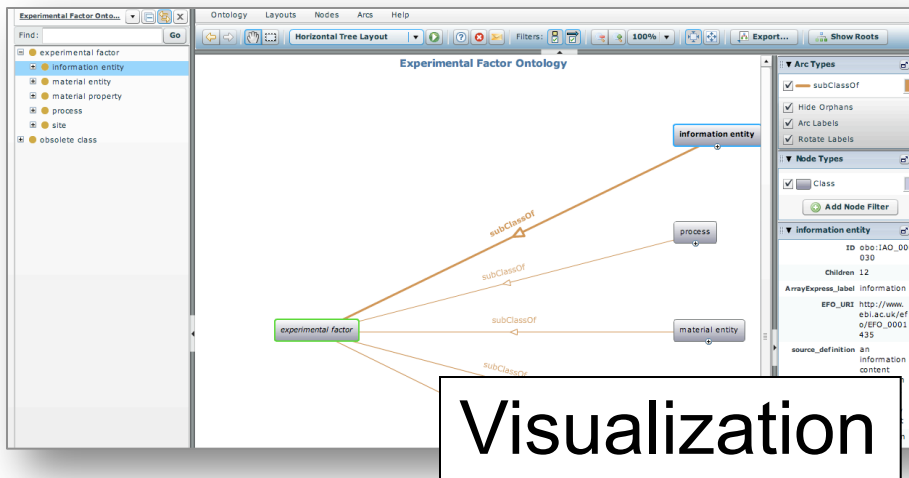 Experimental Factor Onto...
X
Find:
Go
experimental factor
information entity
material entity
material property
process
site
obsolete class
Ontology Layouts Nodes Arcs Help
Horizontal Tree Layout
Filters:
100%
Export...
Show Roots
Experimental Factor Ontology
information entity
subClassOf
process
subClassOf
experimental factor
subClassOf
material entity
subClassOf
Arc Types
subClassOf
Hide Orphans
Arc Labels
Rotate Labels
Node Types
Class
Add Node Filter
information entity
ID obo:IAO_00
030
Children 12
ArrayExpress_label information
EFO_URI http://www.
ebi.ac.uk/ef
o/EFO_0001
435
source_definition an
information
content
Visualization